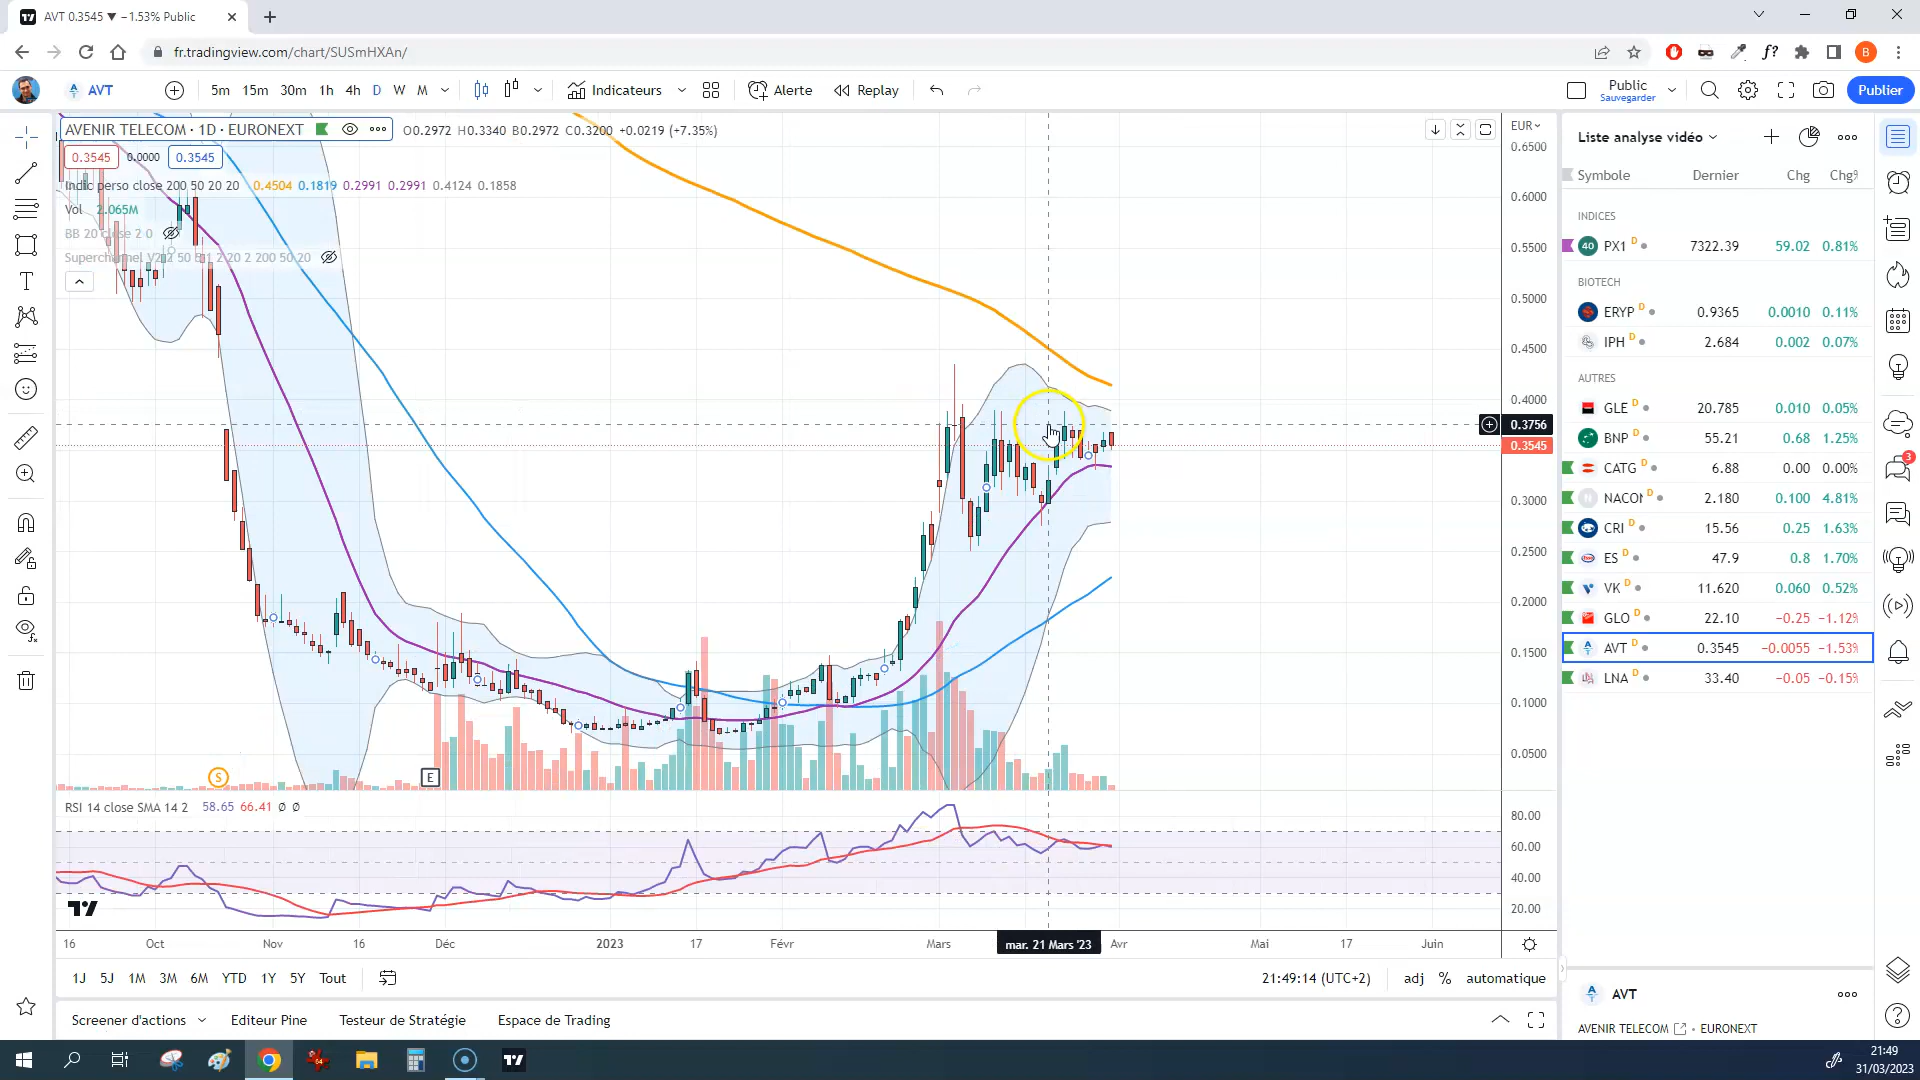 AVT 0.3545 ▼ −1.53% Public
fr.tradingview.com/chart/SUSmHXAn/
AVT 5m 15m 30m 1h 4h D W M Indicateurs Alerte Replay Public Sauvegarder Publier
AVENIR TELECOM · 1D · EURONEXT O0.2972 H0.3340 B0.2972 C0.3200 +0.0219 (+7.35%)
0.3545 0.0000 0.3545
Indic perso close 200 50 20 20 0.4504 0.1819 0.2991 0.2991 0.4124 0.1858
Vol 2.065M
BB 20 close 2 0
EUR
0.6500
0.6000
0.5500
0.5000
0.4500
0.4000
0.3756
0.3545
0.3000
0.2500
0.2000
0.1500
0.1000
0.0500
S E
RSI 14 close SMA 14 2 58.65 66.41 Ø Ø
80.00
60.00
40.00
20.00
16 Oct Nov 16 Déc 2023 17 Févr Mars mar. 21 Mars '23 Avr Mai 17 Juin
1J 5J 1M 3M 6M YTD 1Y 5Y Tout 21:49:14 (UTC+2) adj % automatique
Screener d'actions Editeur Pine Testeur de Stratégie Espace de Trading
Liste analyse vidéo
Symbole Dernier Chg Chg%
INDICES
40 PX1 D 7322.39 59.02 0.81%
BIOTECH
ERYP D 0.9365 0.0010 0.11%
IPH D 2.684 0.002 0.07%
AUTRES
GLE D 20.785 0.010 0.05%
BNP D 55.21 0.68 1.25%
CATG D 6.88 0.00 0.00%
NACON D 2.180 0.100 4.81%
CRI D 15.56 0.25 1.63%
ES D 47.9 0.8 1.70%
VK D 11.620 0.060 0.52%
GLO D 22.10 −0.25 −1.12%
AVT D 0.3545 −0.0055 −1.53%
LNA D 33.40 −0.05 −0.15%
AVT
AVENIR TELECOM • EURONEXT
3
B
f?
21:49
31/03/2023